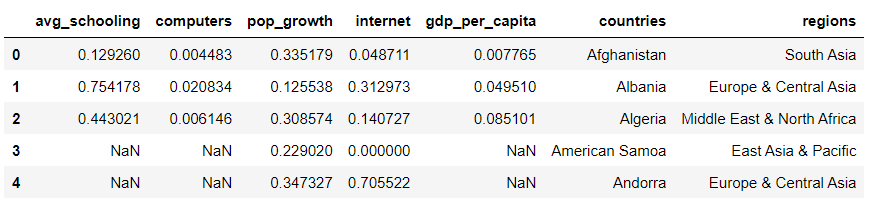 avg_schooling computers pop_growth internet gdp_per_capita countries regions
0 0.129260 0.004483 0.335179 0.048711 0.007765 Afghanistan South Asia
1 0.754178 0.020834 0.125538 0.312973 0.049510 Albania Europe & Central Asia
2 0.443021 0.006146 0.308574 0.140727 0.085101 Algeria Middle East & North Africa
3 NaN NaN 0.229020 0.000000 NaN American Samoa East Asia & Pacific
4 NaN NaN 0.347327 0.705522 NaN Andorra Europe & Central Asia